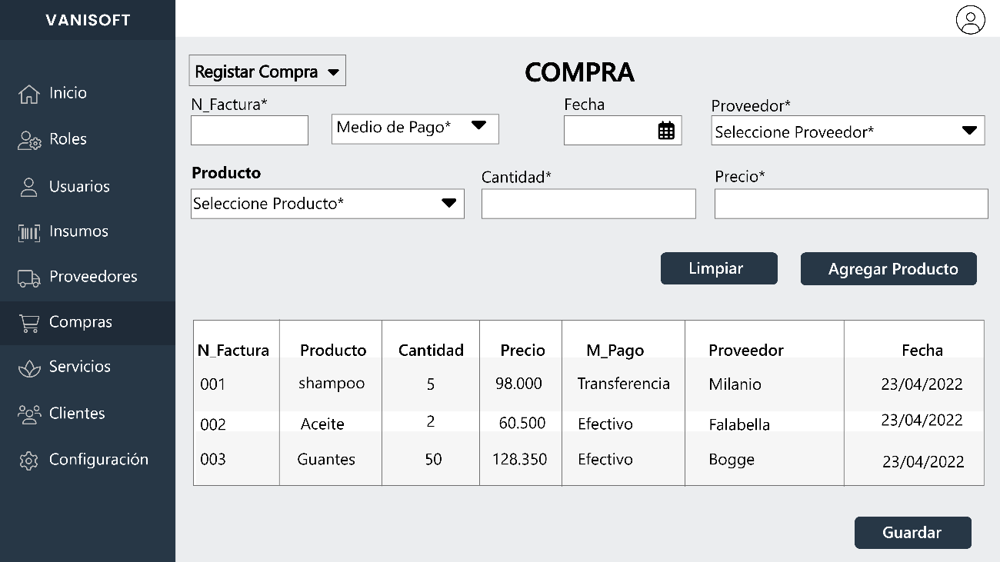 VANISOFT
Inicio
Roles
Usuarios
Insumos
Proveedores
Compras
Servicios
Clientes
Configuración
Registar Compra
COMPRA
N_Factura*
Medio de Pago*
Fecha
Proveedor*
Seleccione Proveedor*
Producto
Seleccione Producto*
Cantidad*
Precio*
Limpiar
Agregar Producto
N_Factura Producto Cantidad Precio M_Pago Proveedor Fecha
001 shampoo 5 98.000 Transferencia Milanio 23/04/2022
002 Aceite 2 60.500 Efectivo Falabella 23/04/2022
003 Guantes 50 128.350 Efectivo Bogge 23/04/2022
Guardar